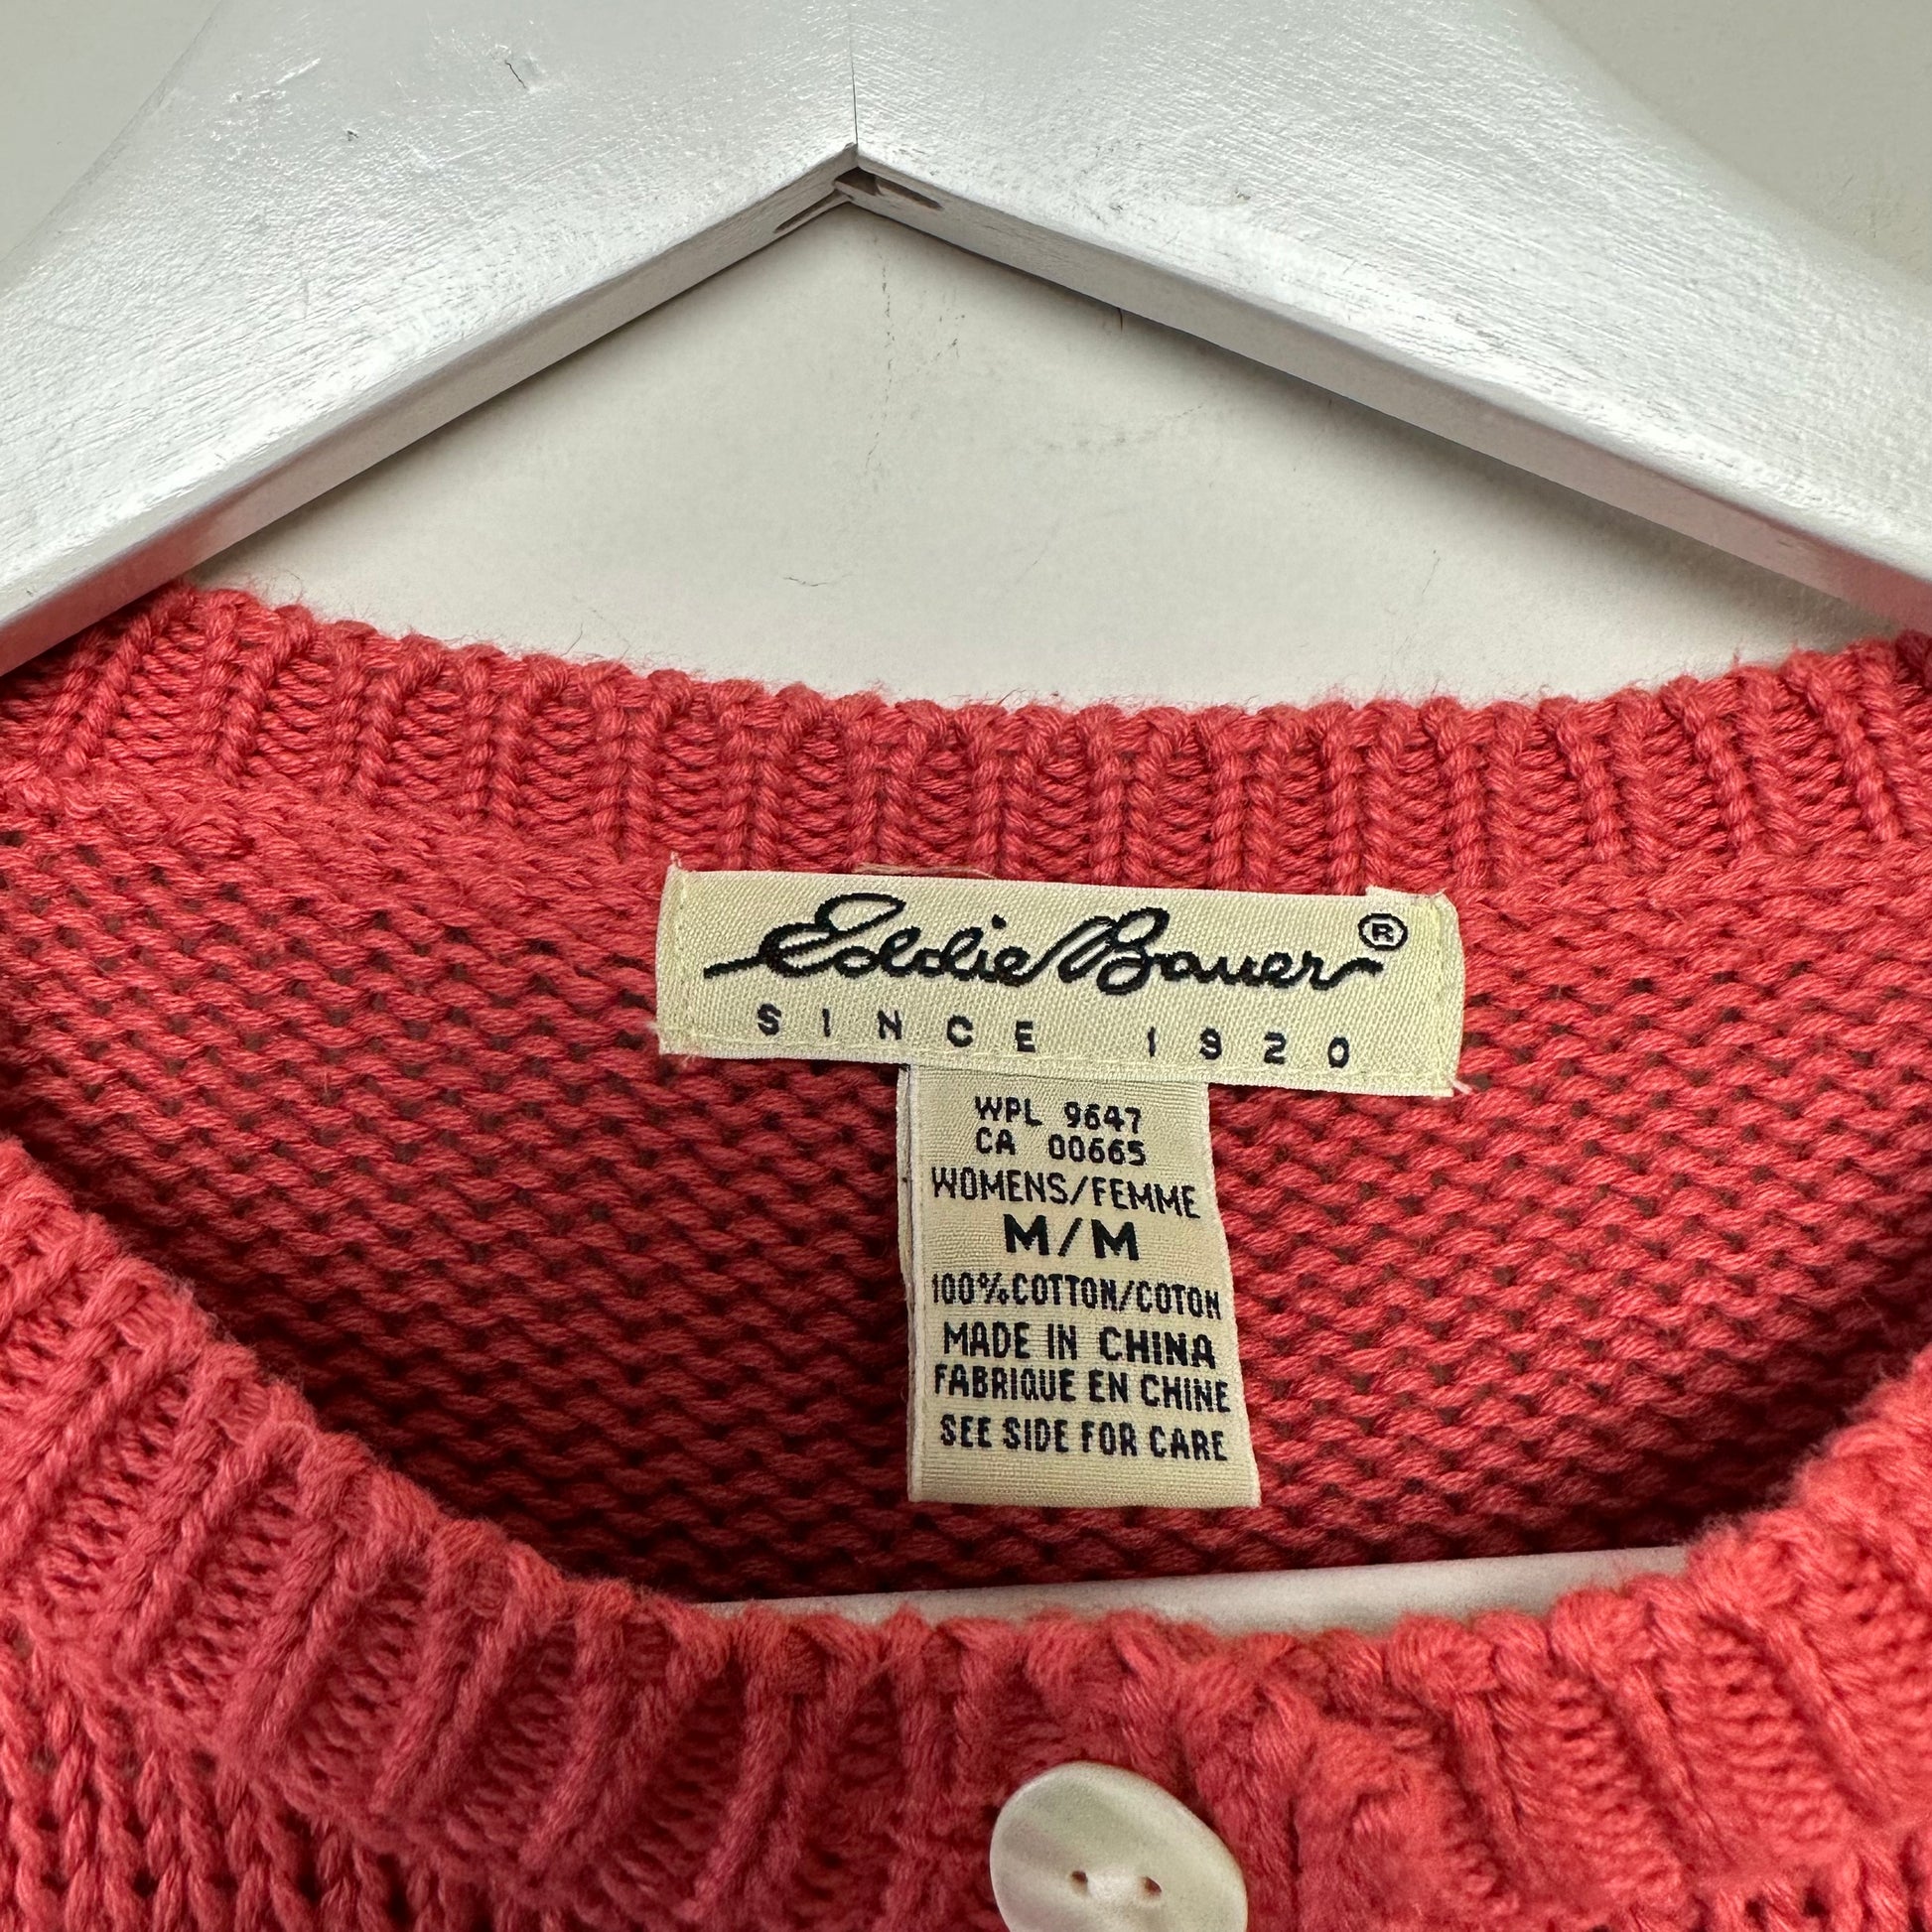 Eddie Bauer®
SINCE 1920
WPL 9647
CA 00665
WOMENS/FEMME
M/M
100% COTTON/COTON
MADE IN CHINA
FABRIQUE EN CHINE
SEE SIDE FOR CARE